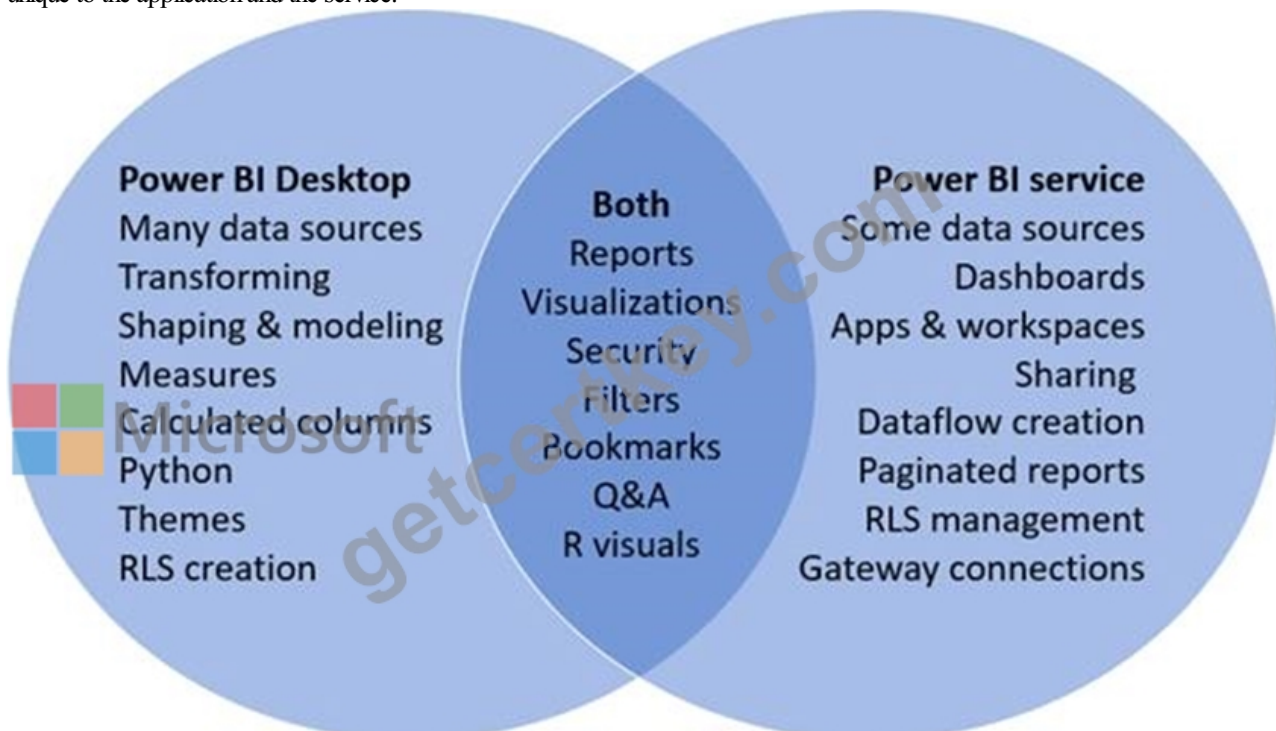 unique to the application and the service.
Power BI Desktop
Many data sources
Transforming
Shaping & modeling
Measures
Calculated columns
Python
Themes
RLS creation
Both
Reports
Visualizations
Security
Filters
Bookmarks
Q&A
R visuals
Power BI service
Some data sources
Dashboards
Apps & workspaces
Sharing
Dataflow creation
Paginated reports
RLS management
Gateway connections
Microsoft
getcertkey.com